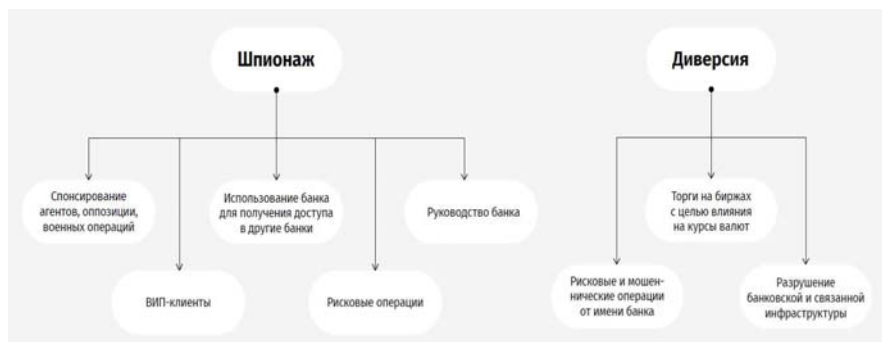 Шпионаж
Диверсия
Спонсирование
агентов, оппозиции,
военных операций
Использование банка
для получения доступа
в другие банки
Руководство банка
Торги на биржах
с целью влияния
на курсы валют
ВИП-клиенты
Рисковые операции
Рисковые и мошен-
нические операции
от имени банка
Разрушение
банковской и связанной
инфраструктуры